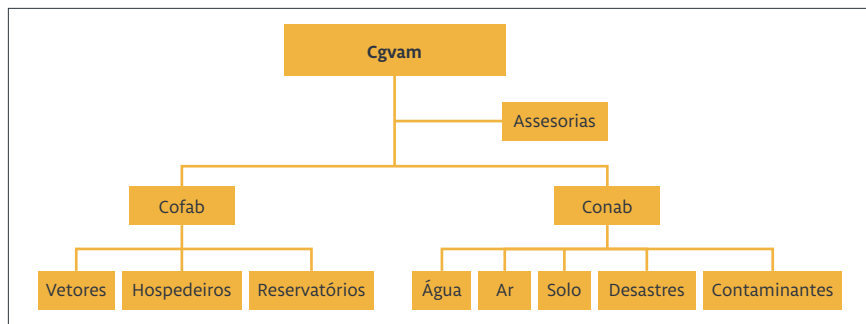 Cgvam
Assesorias
Cofab
Conab
Vetores
Hospedeiros
Reservatórios
Água
Ar
Solo
Desastres
Contaminantes